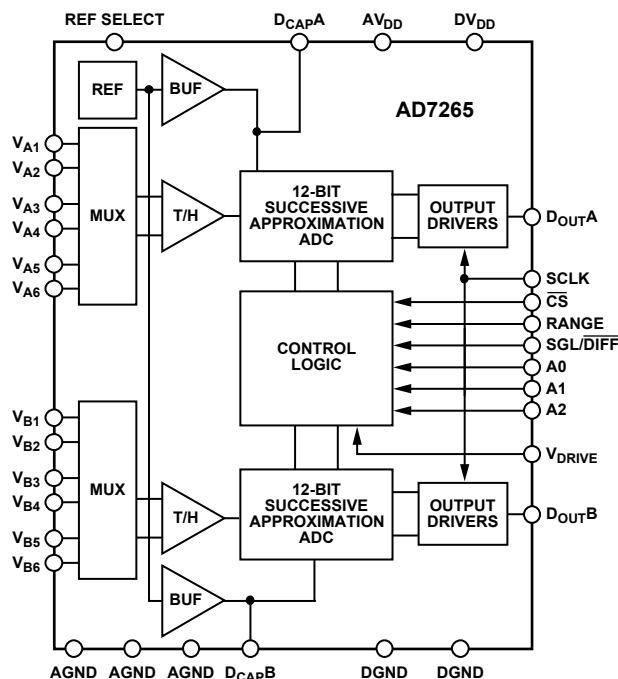 REF SELECT
DCAPA
AVDD
DVDD
REF
BUF
AD7265
VA1
VA2
VA3
VA4
VA5
VA6
MUX
T/H
12-BIT
SUCCESSIVE
APPROXIMATION
ADC
OUTPUT
DRIVERS
DOUTA
SCLK
CS
RANGE
SGL/DIFF
A0
A1
A2
VDRIVE
CONTROL
LOGIC
VB1
VB2
VB3
VB4
VB5
VB6
MUX
T/H
12-BIT
SUCCESSIVE
APPROXIMATION
ADC
OUTPUT
DRIVERS
DOUTB
BUF
AGND
AGND
AGND
DCAPB
DGND
DGND